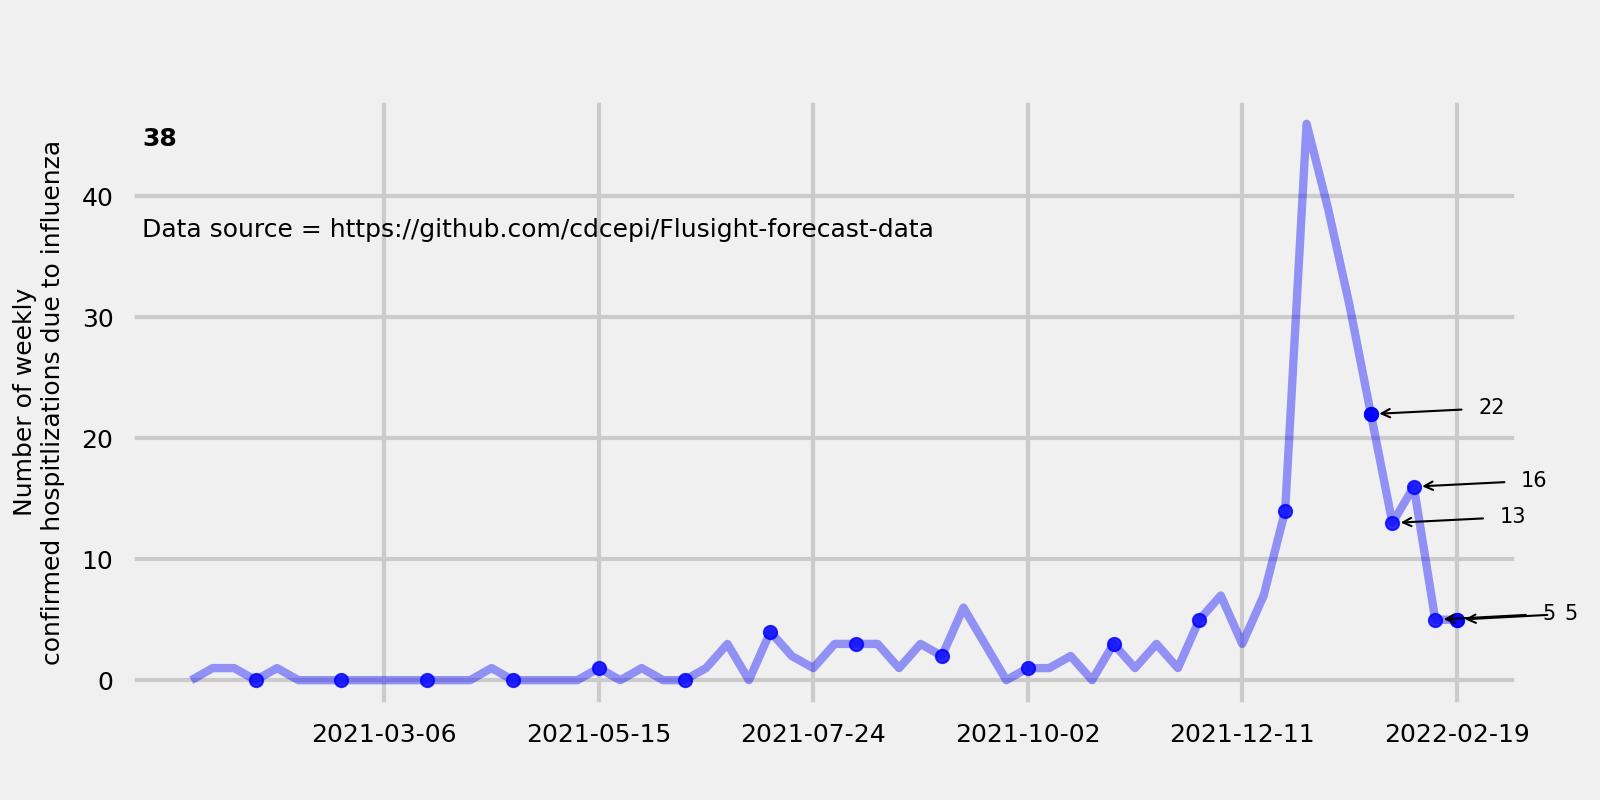 38
Data source = https://github.com/cdcepi/Flusight-forecast-data
Number of weekly
confirmed hospitlizations due to influenza
40
30
20
10
0
22
16
13
5 5
2021-03-06 2021-05-15 2021-07-24 2021-10-02 2021-12-11 2022-02-19